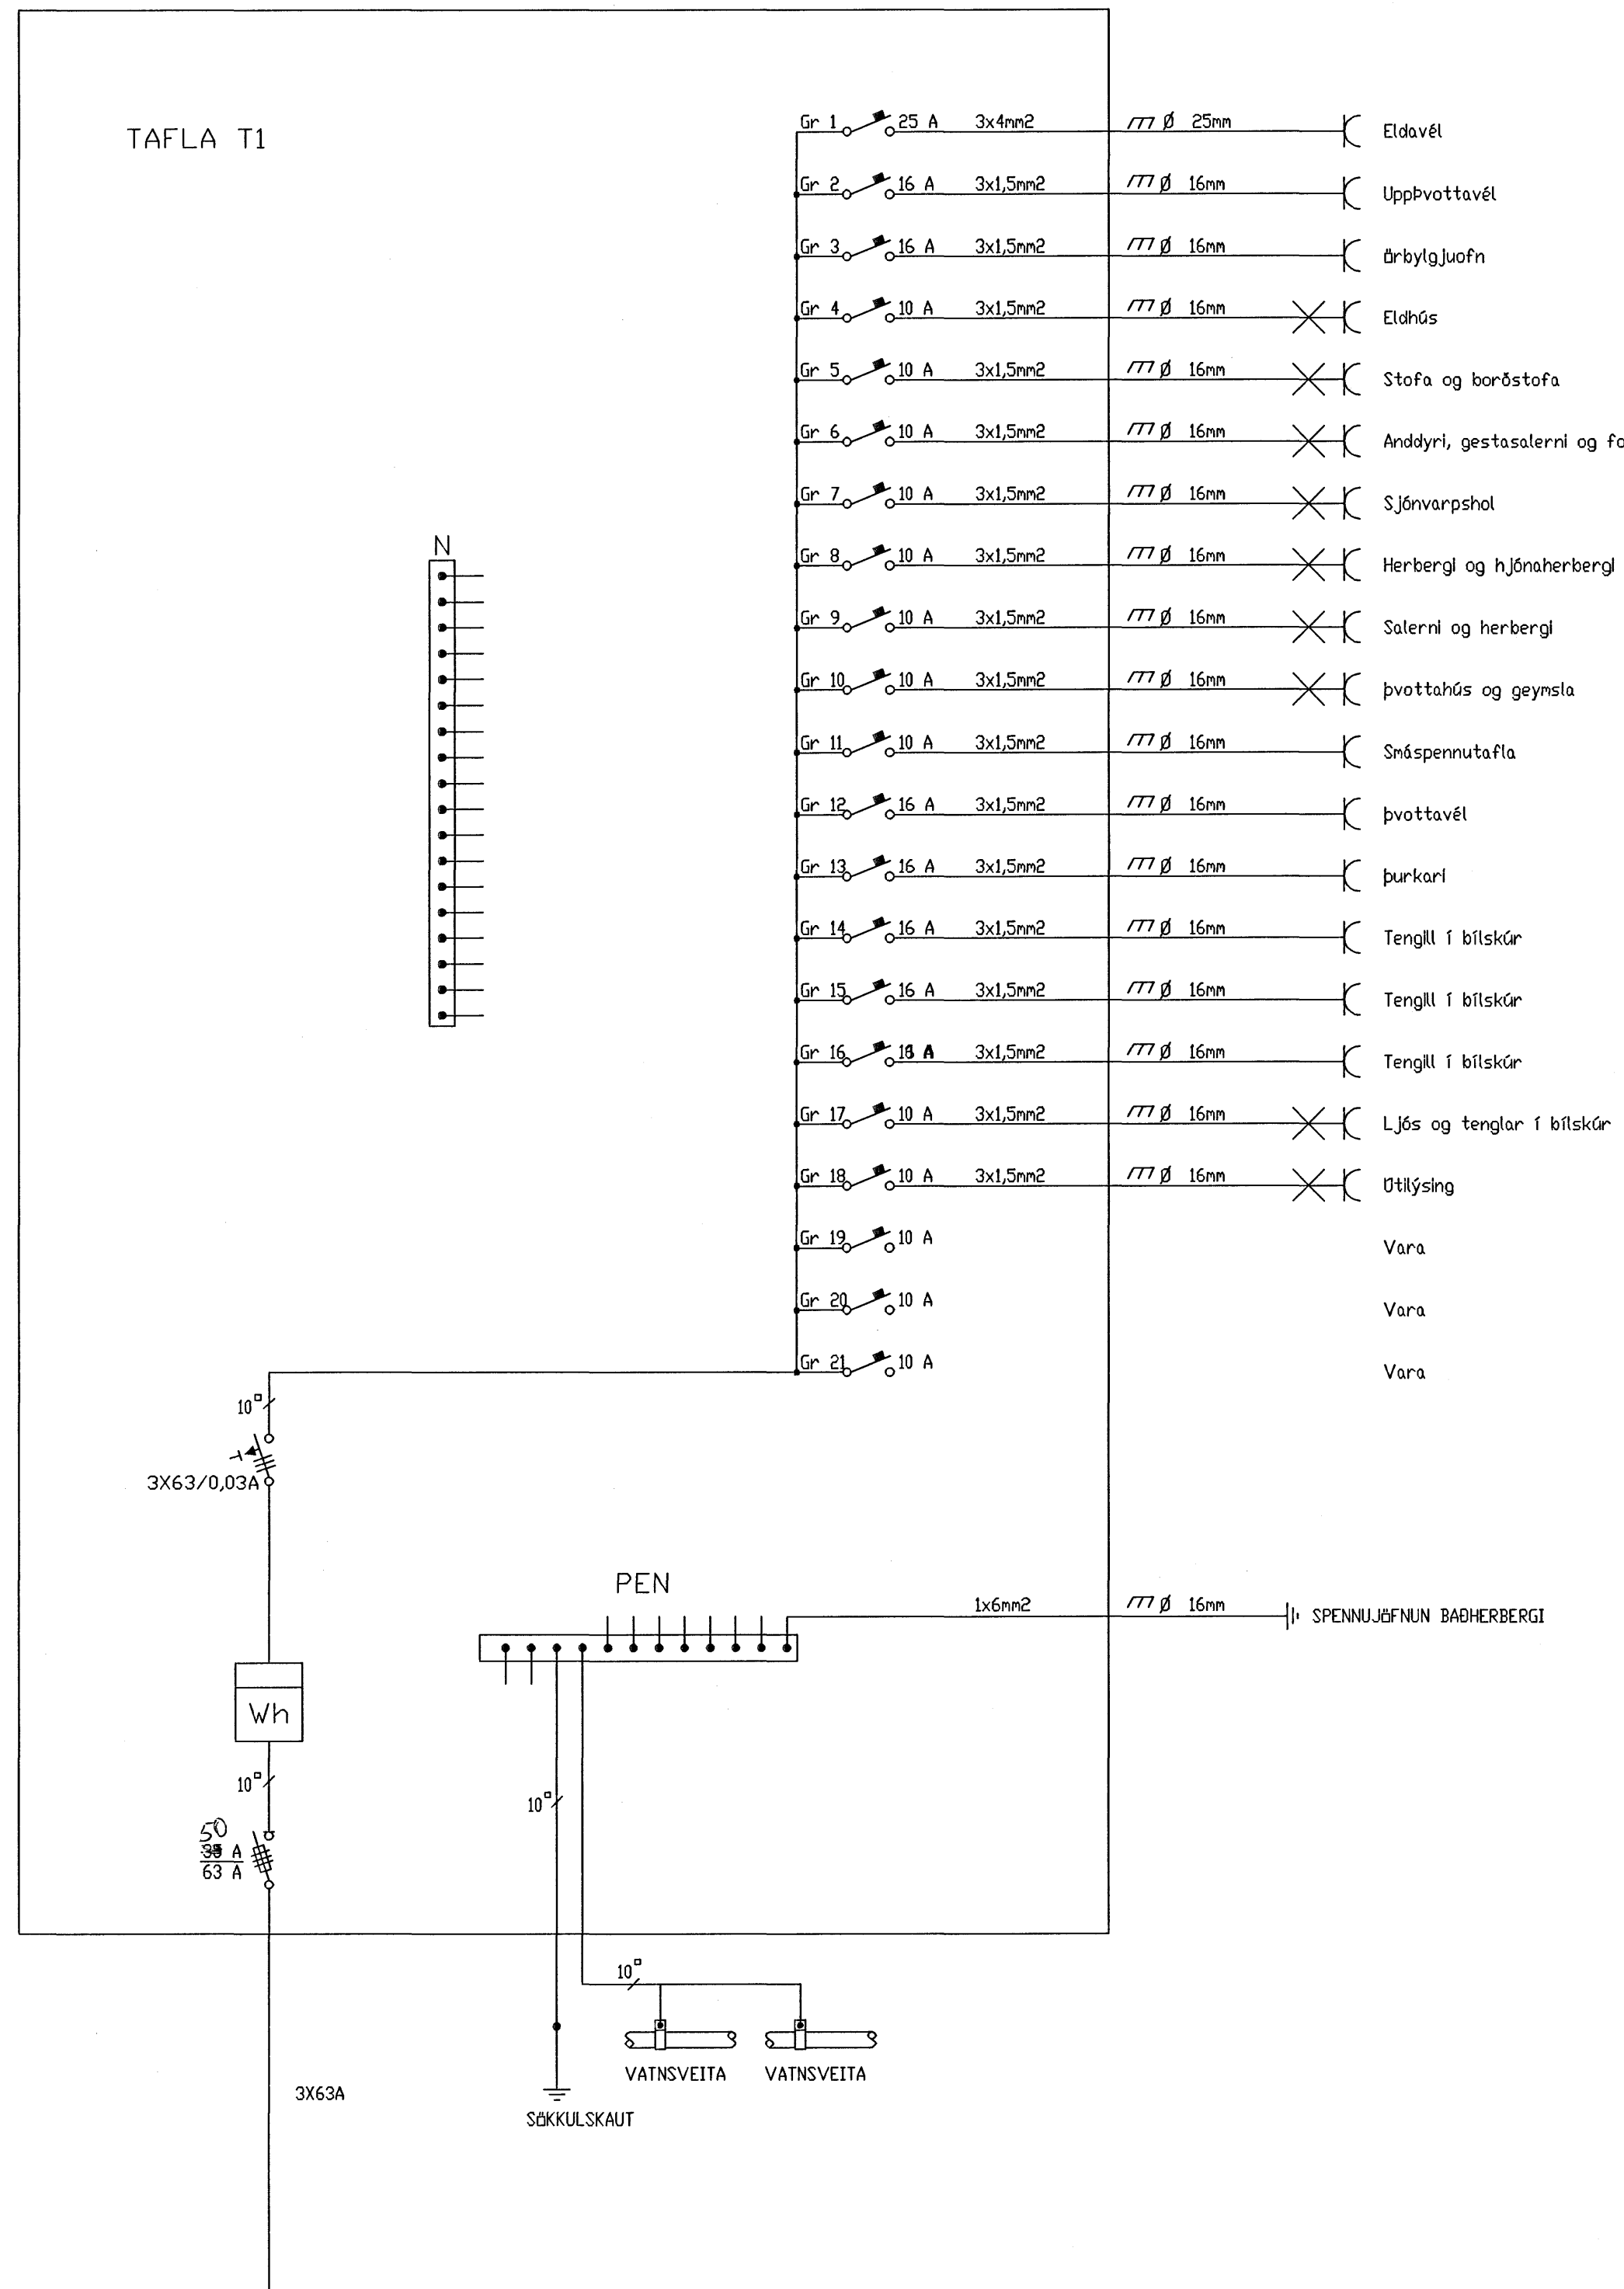 TAFLA T1
Gr 1 25 A 3x4mm2 Ø 25mm Eldavél
Gr 2 16 A 3x1,5mm2 Ø 16mm Uppþvottavél
Gr 3 16 A 3x1,5mm2 Ø 16mm örbylgjuofn
Gr 4 10 A 3x1,5mm2 Ø 16mm Eldhús
Gr 5 10 A 3x1,5mm2 Ø 16mm Stofa og borðstofa
Gr 6 10 A 3x1,5mm2 Ø 16mm Anddyri, gestasalerni og
Gr 7 10 A 3x1,5mm2 Ø 16mm Sjónvarpshol
Gr 8 10 A 3x1,5mm2 Ø 16mm Herbergi og hjónaherbergi
Gr 9 10 A 3x1,5mm2 Ø 16mm Salerni og herbergi
Gr 10 10 A 3x1,5mm2 Ø 16mm þvottahús og geymsla
Gr 11 10 A 3x1,5mm2 Ø 16mm Smáspennutafla
Gr 12 16 A 3x1,5mm2 Ø 16mm þvottavél
Gr 13 16 A 3x1,5mm2 Ø 16mm þurkari
Gr 14 16 A 3x1,5mm2 Ø 16mm Tengill í bílskúr
Gr 15 16 A 3x1,5mm2 Ø 16mm Tengill í bílskúr
Gr 16 A 3x1,5mm2 Ø 16mm Tengill í bílskúr
Gr 17 10 A 3x1,5mm2 Ø 16mm Ljós og tenglar í bílskúr
Gr 18 10 A 3x1,5mm2 Ø 16mm Útilýsing
Gr 19 10 A Vara
Gr 20 10 A Vara
Gr 21 10 A Vara
N
10□
3X63/0,03A
PEN
1x6mm2 Ø 16mm SPENNUJÖFNUN BAÐHERBERGI
Wh
10□
10□
50
35 A
63 A
10□
VATNSVEITA VATNSVEITA
3X63A
SÖKKULSKAUT